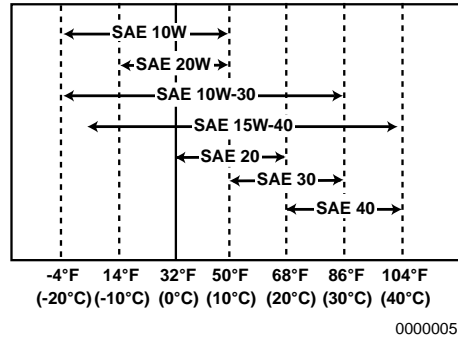 SAE 10W
SAE 20W
SAE 10W-30
SAE 15W-40
SAE 20
SAE 30
SAE 40
-4°F 14°F 32°F 50°F 68°F 86°F 104°F
(-20°C) (-10°C) (0°C) (10°C) (20°C) (30°C) (40°C)
0000005